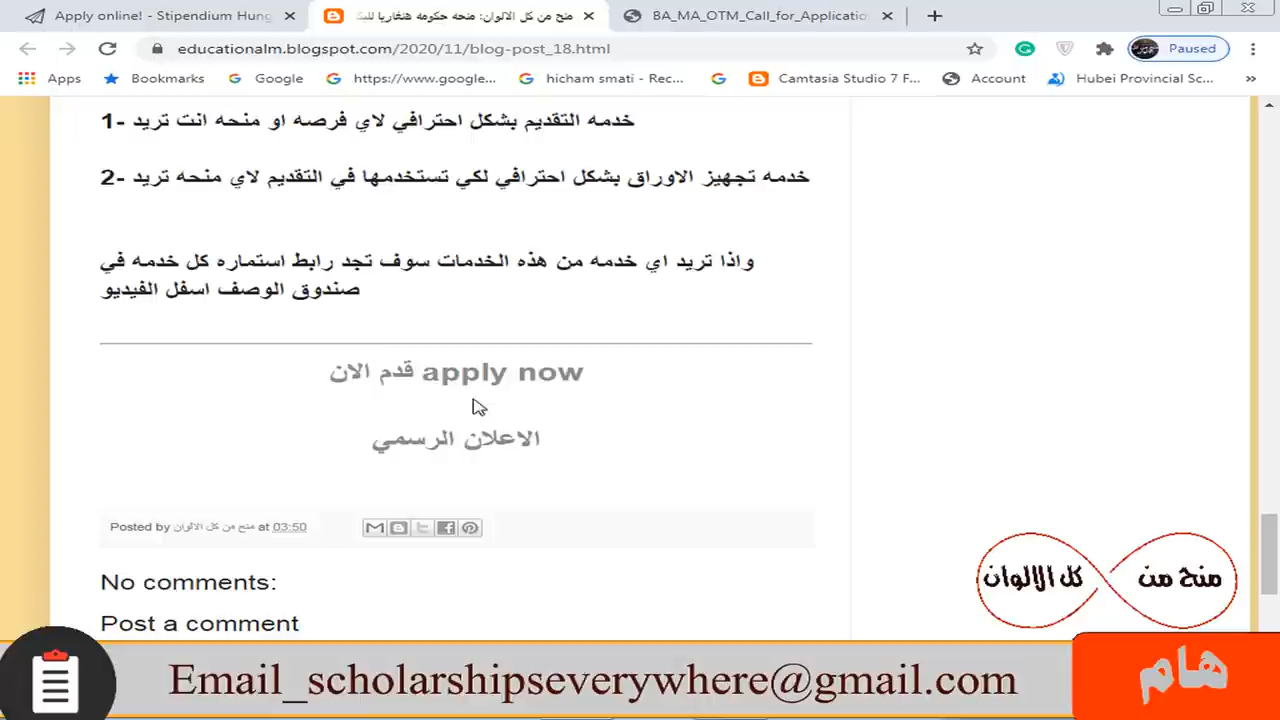 Apply online! - Stipendium Hung
منح من كل الالوان: منحه حكومه هنغاريا للبك
BA_MA_OTM_Call_for_Applicatio
educationalm.blogspot.com/2020/11/blog-post_18.html
Paused
Apps
Bookmarks
Google
https://www.google...
hicham smati - Rec...
Camtasia Studio 7 F...
Account
Hubei Provincial Sc...
»
1- خدمه التقديم بشكل احترافي لاي فرصه او منحه انت تريد
2- خدمه تجهيز الاوراق بشكل احترافي لكي تستخدمها في التقديم لاي منحه تريد
واذا تريد اي خدمه من هذه الخدمات سوف تجد رابط استماره كل خدمه في
صندوق الوصف اسفل الفيديو
apply now قدم الان
الاعلان الرسمي
Posted by منح من كل الالوان at 03:50
No comments:
Post a comment
منح من كل الالوان
Email_scholarshipseverywhere@gmail.com
هام